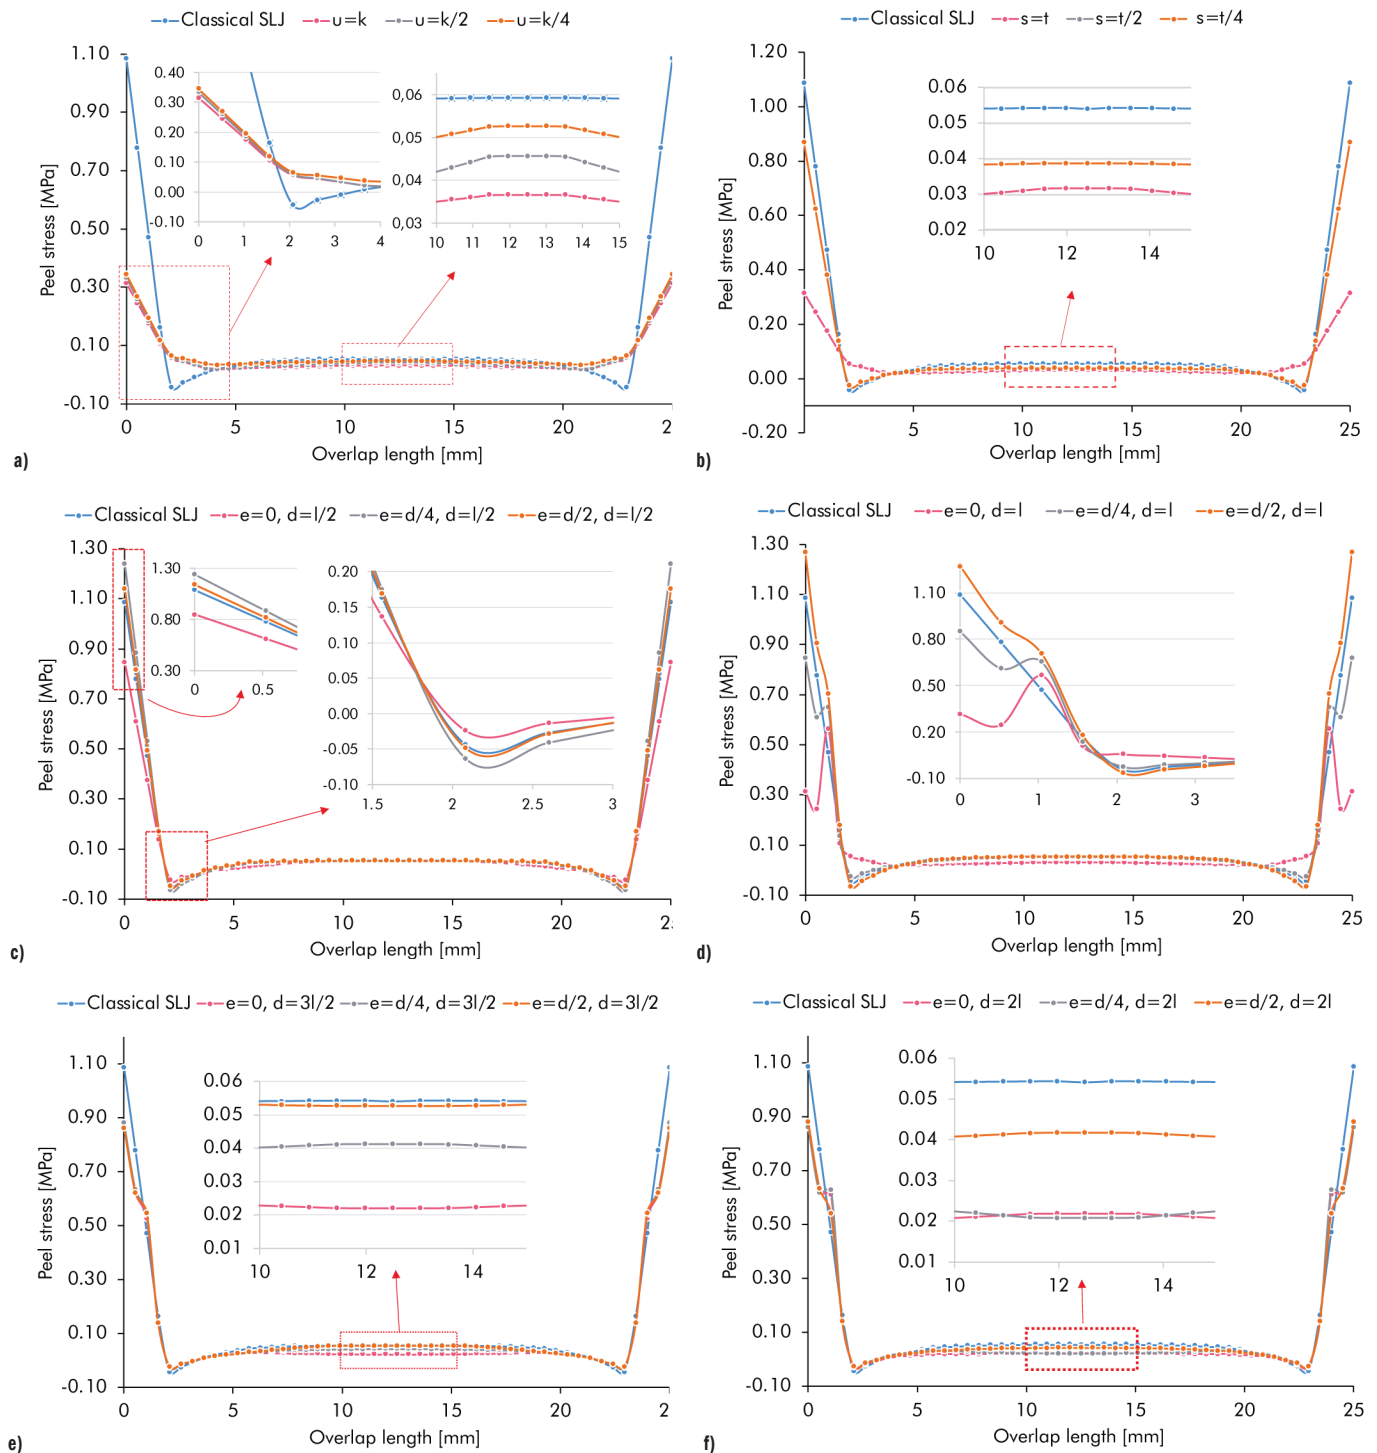 Classical SLJ u=k u=k/2 u=k/4
1.10
0.90
0.70
0.50
0.30
0.10
-0.10
0 5 10 15 20 2
Peel stress [MPa]
Overlap length [mm]
0.40
0.30
0.20
0.10
0.00
-0.10
0 1 2 3 4
0,06
0,05
0,04
0,03
10 11 12 13 14 15
a)
Classical SLJ s=t s=t/2 s=t/4
1.20
1.00
0.80
0.60
0.40
0.20
0.00
-0.20
5 10 15 20 25
Peel stress [MPa]
Overlap length [mm]
0.06
0.05
0.04
0.03
0.02
10 12 14
b)
Classical SLJ e=0, d=l/2 e=d/4, d=l/2 e=d/2, d=l/2
1.30
1.10
0.90
0.70
0.50
0.30
0.10
-0.10
0 5 10 15 20 2
Peel stress [MPa]
Overlap length [mm]
1.30
0.80
0.30
0 0.5
0.20
0.15
0.10
0.05
0.00
-0.05
-0.10
1.5 2 2.5 3
c)
Classical SLJ e=0, d=l e=d/4, d=l e=d/2, d=l
1.30
1.10
0.90
0.70
0.50
0.30
0.10
-0.10
0 5 10 15 20 25
Peel stress [MPa]
Overlap length [mm]
1.10
0.80
0.50
0.20
-0.10
0 1 2 3
d)
Classical SLJ e=0, d=3l/2 e=d/4, d=3l/2 e=d/2, d=3l/2
1.10
0.90
0.70
0.50
0.30
0.10
-0.10
0 5 10 15 20 2
Peel stress [MPa]
Overlap length [mm]
0.06
0.05
0.04
0.03
0.02
0.01
10 12 14
e)
Classical SLJ e=0, d=2l e=d/4, d=2l e=d/2, d=2l
1.10
0.90
0.70
0.50
0.30
0.10
-0.10
0 5 10 15 20 25
Peel stress [MPa]
Overlap length [mm]
0.06
0.05
0.04
0.03
0.02
0.01
10 12 14
f)